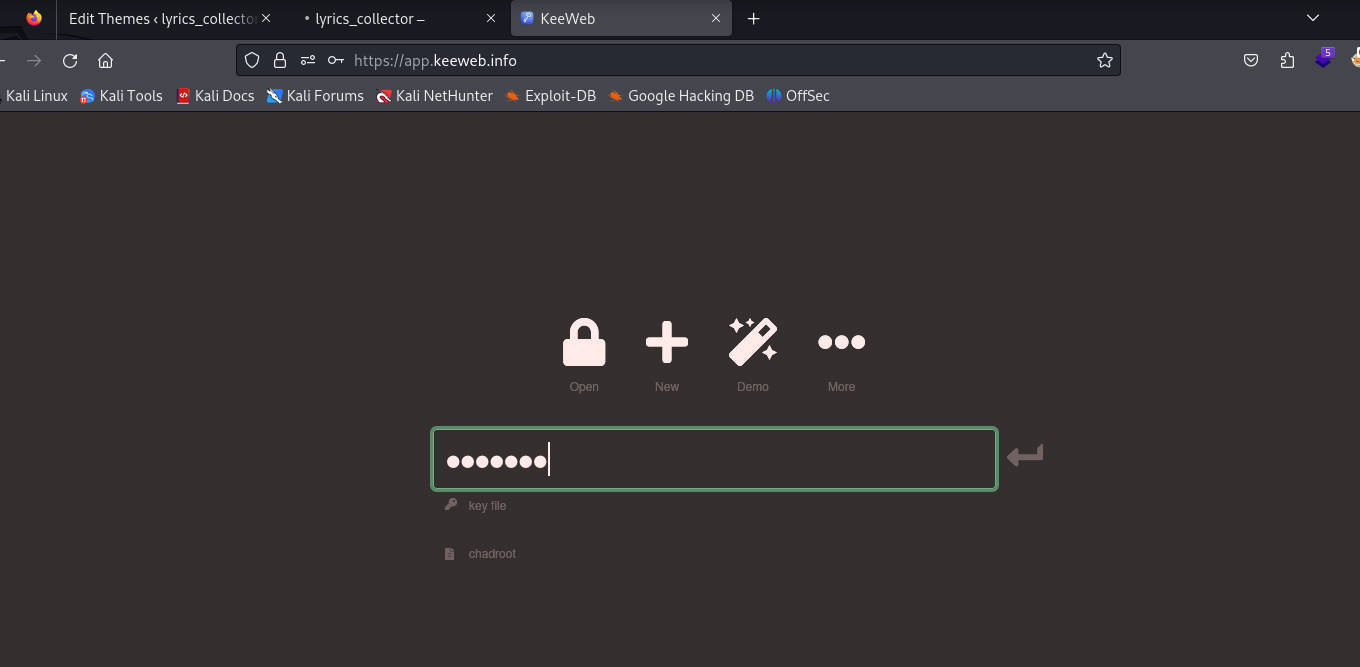 Edit Themes ‹ lyrics_collector lyrics_collector – KeeWeb
https://app.keeweb.info 5
Kali Linux Kali Tools Kali Docs Kali Forums Kali NetHunter Exploit-DB Google Hacking DB OffSec
Open New Demo More
key file
chadroot